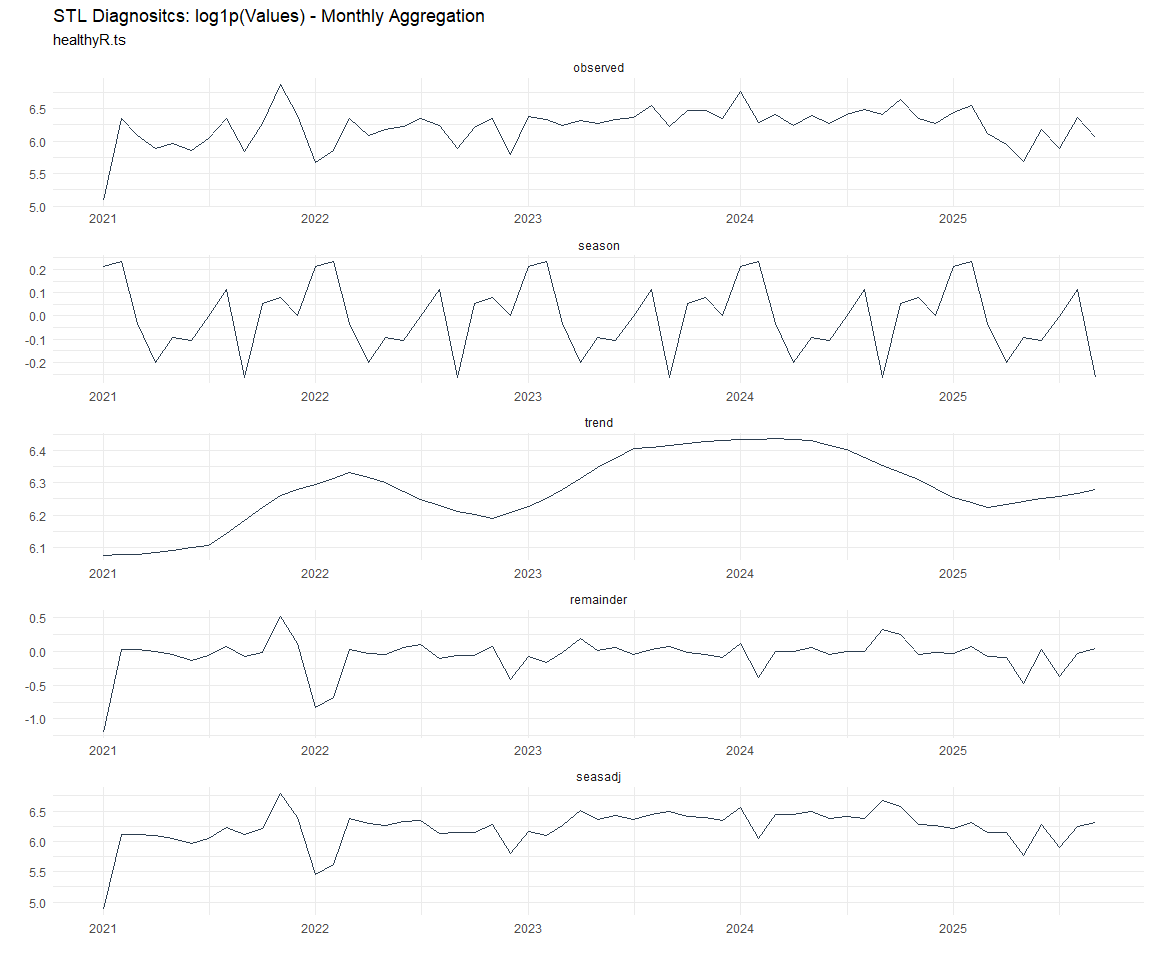 STL Diagnositcs: log1p(Values) - Monthly Aggregation
healthyR.ts
observed
6.5
6.0
5.5
5.0
2021 2022 2023 2024 2025
season
0.2
0.1
0.0
-0.1
-0.2
2021 2022 2023 2024 2025
trend
6.4
6.3
6.2
6.1
2021 2022 2023 2024 2025
remainder
0.5
0.0
-0.5
-1.0
2021 2022 2023 2024 2025
seasadj
6.5
6.0
5.5
5.0
2021 2022 2023 2024 2025